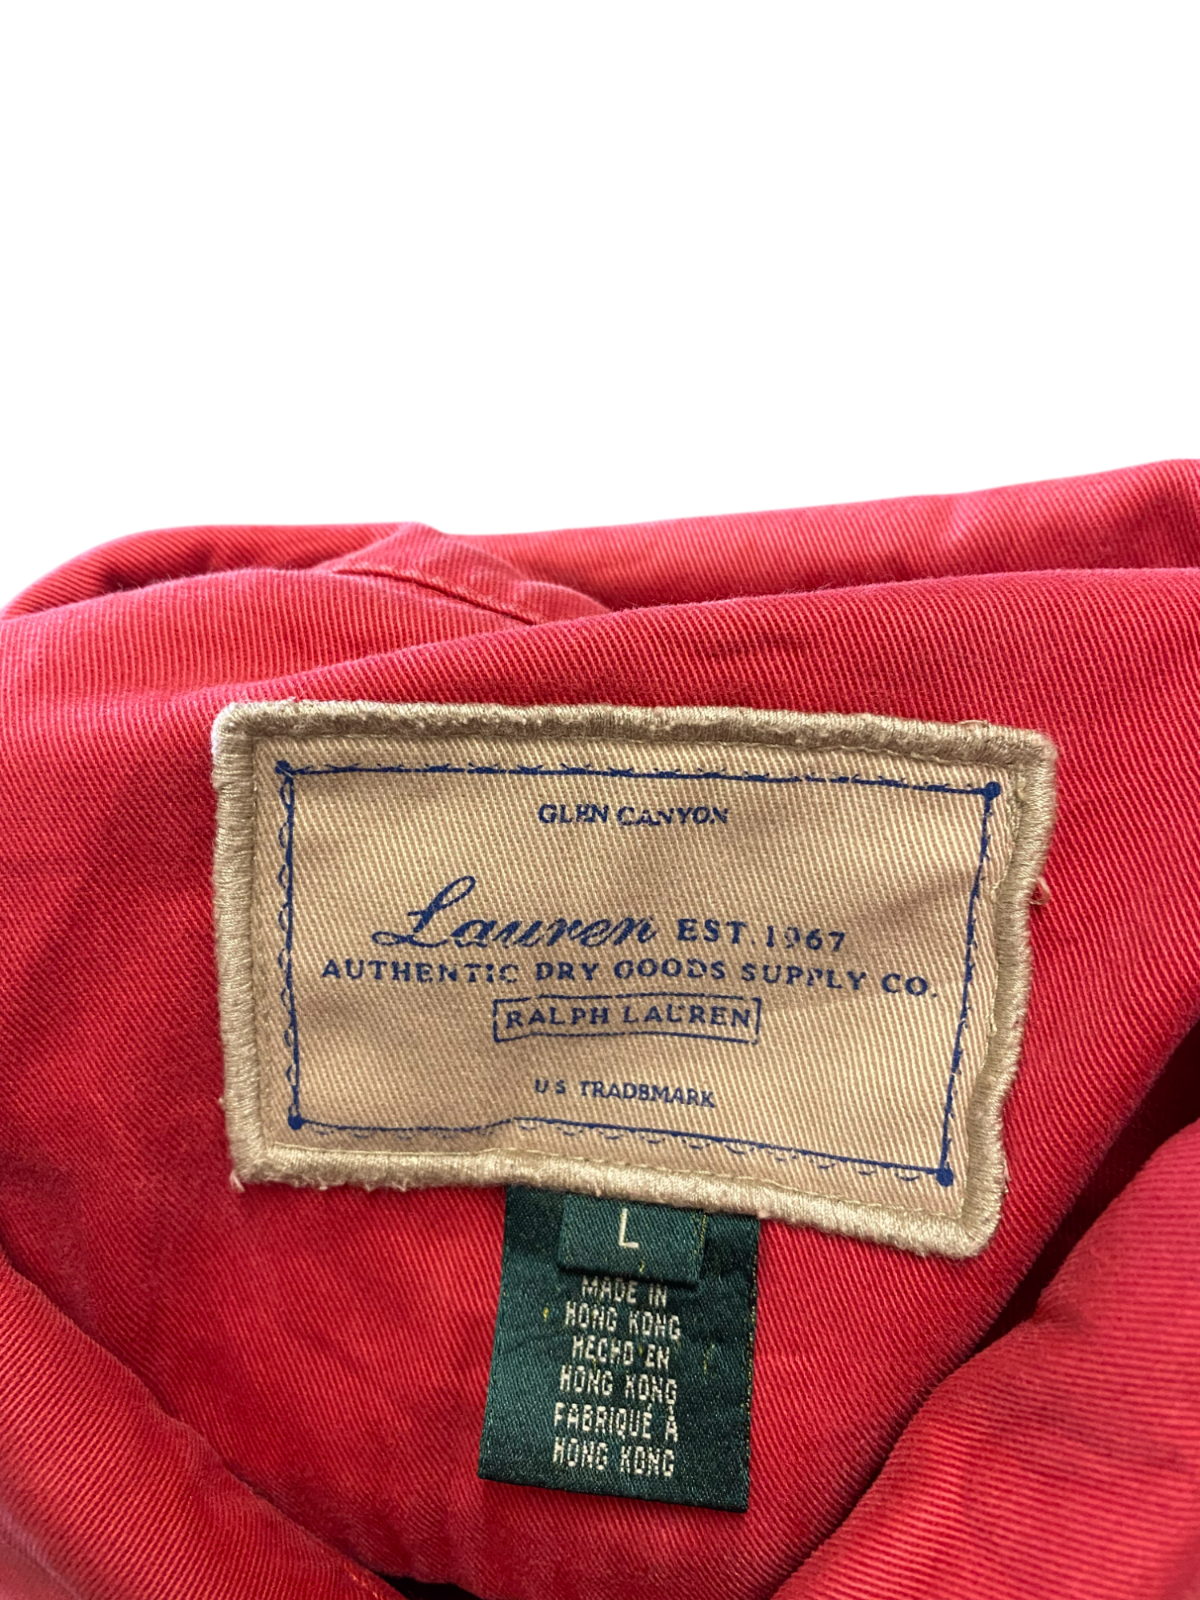 GLEN CANYON
Lauren EST. 1967
AUTHENTIC DRY GOODS SUPPLY CO.
RALPH LAUREN
US TRADEMARK
L
MADE IN
HONG KONG
HECHO EN
HONG KONG
FABRIQUÉ À
HONG KONG